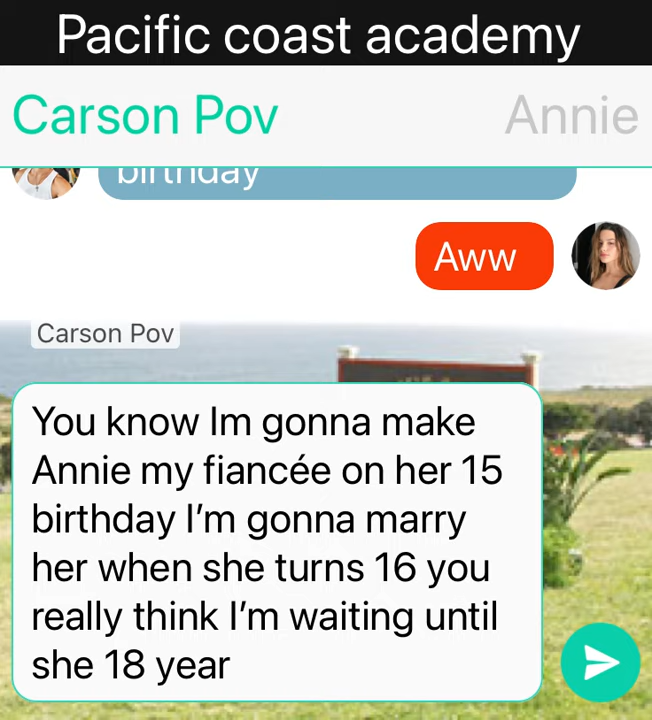 Pacific coast academy
Carson Pov
Annie
birthday
Aww
Carson Pov
You know Im gonna make
Annie my fiancée on her 15
birthday I'm gonna marry
her when she turns 16 you
really think I'm waiting until
she 18 year